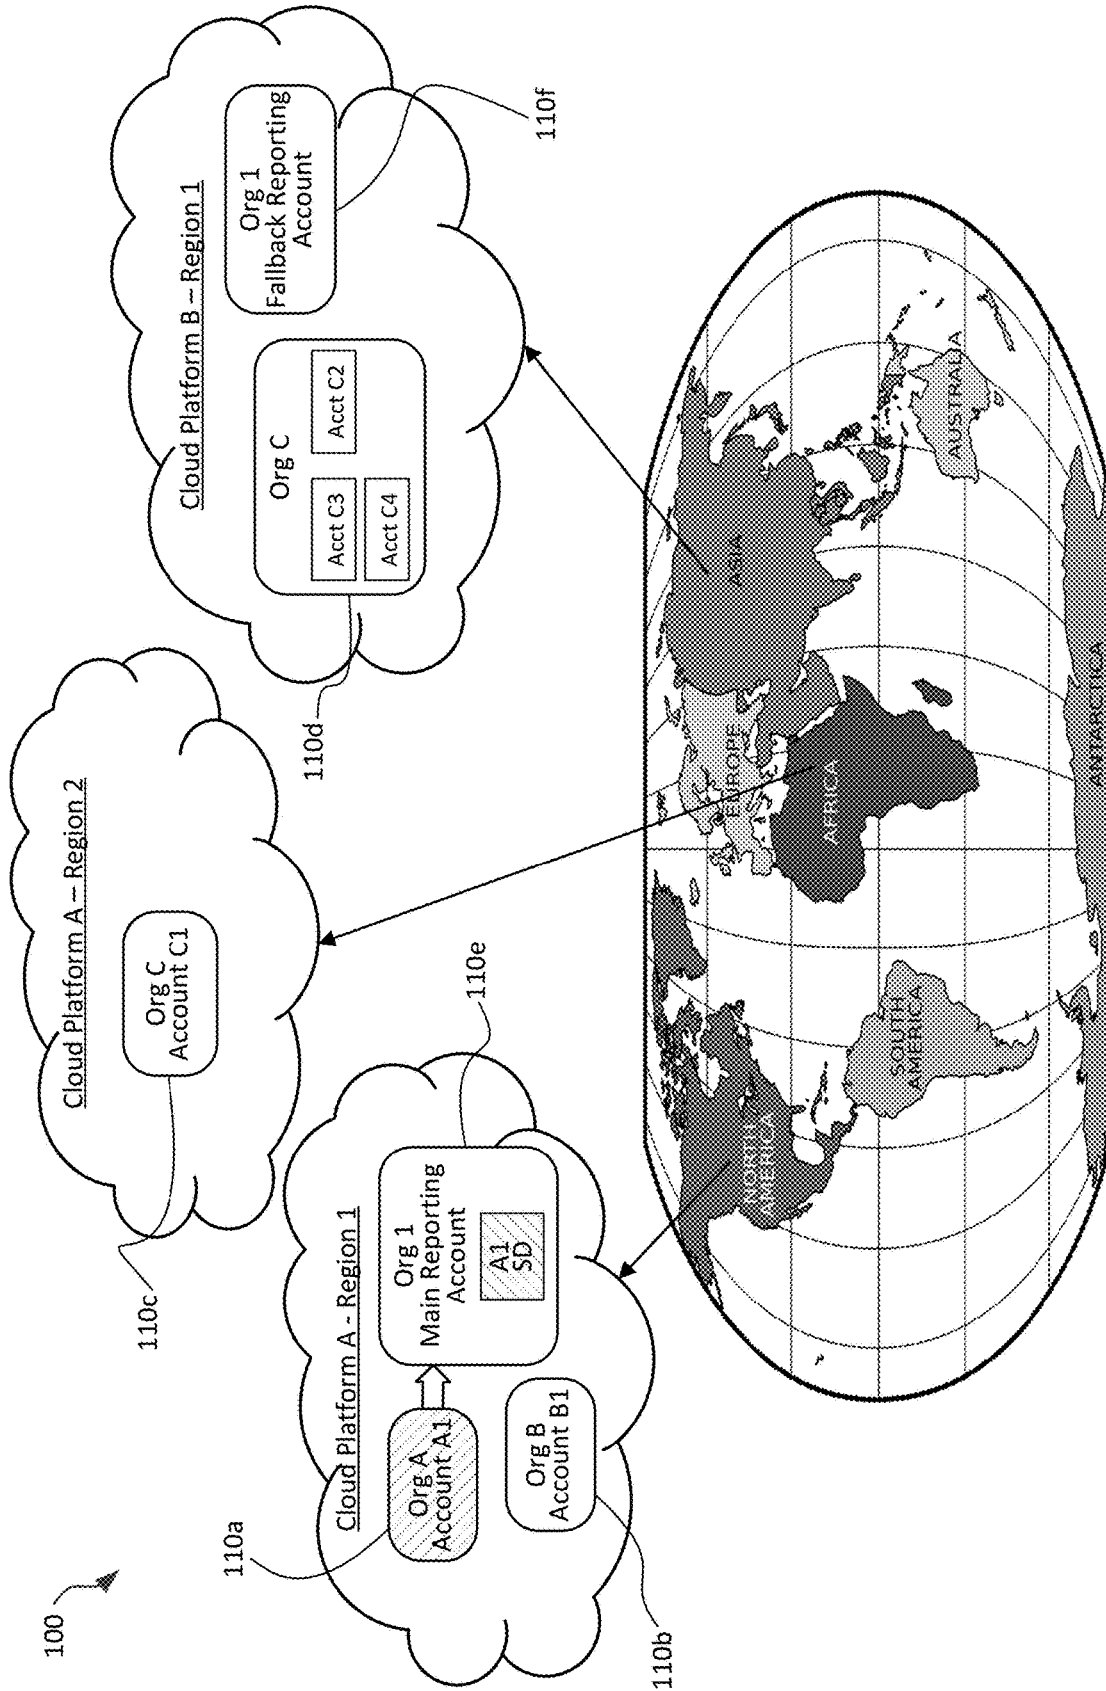 100
Cloud Platform A - Region 1
110a
Org A
Account A1
Org 1
Main Reporting
Account
A1
SD
110e
Org B
Account B1
110b
Cloud Platform A – Region 2
Org C
Account C1
110c
Cloud Platform B – Region 1
Org C
Acct C3
Acct C2
Acct C4
110d
Org 1
Fallback Reporting
Account
110f
NORTH
AMERICA
SOUTH
AMERICA
EUROPE
AFRICA
ASIA
AUSTRALIA
ANTARCTICA